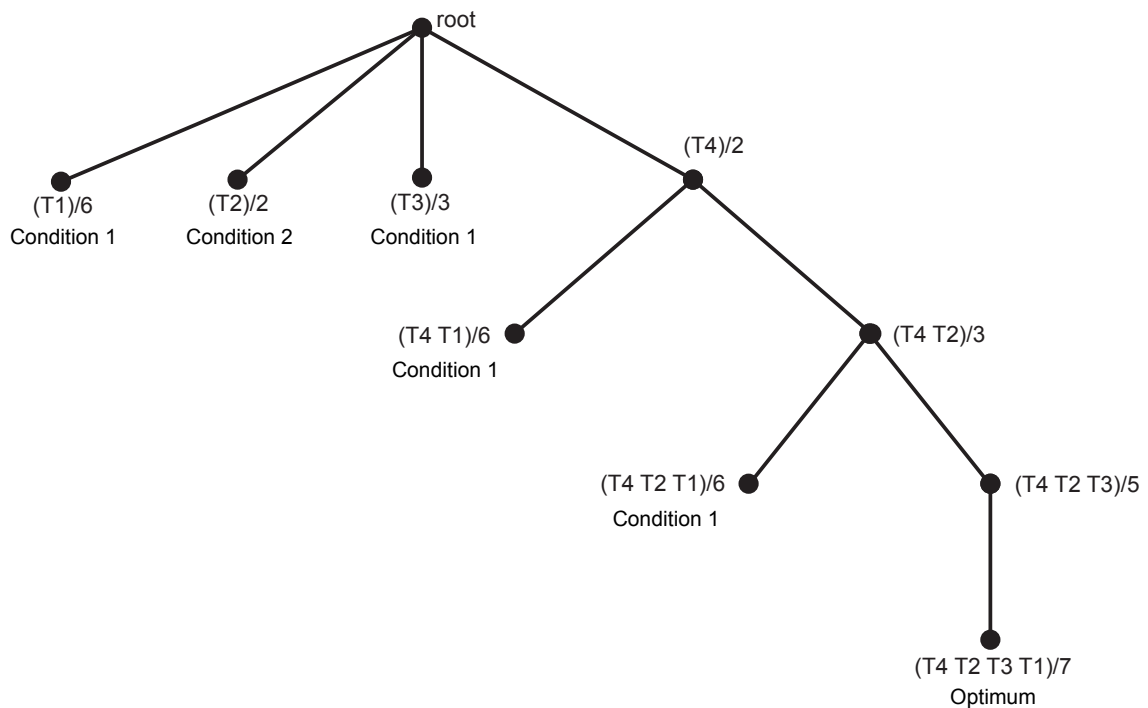 root
(T4)/2
(T1)/6
Condition 1
(T2)/2
Condition 2
(T3)/3
Condition 1
(T4 T1)/6
Condition 1
(T4 T2)/3
(T4 T2 T1)/6
Condition 1
(T4 T2 T3)/5
(T4 T2 T3 T1)/7
Optimum